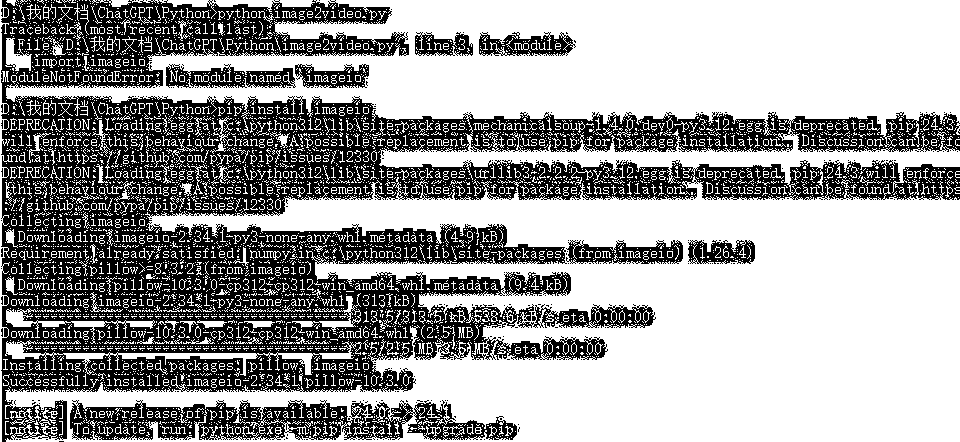 D:\我的文档\ChatGPT\Python>python image2video.py
Traceback (most recent call last):
File "D:\我的文档\ChatGPT\Python\image2video.py", line 3, in <module>
import imageio
ModuleNotFoundError: No module named 'imageio'
D:\我的文档\ChatGPT\Python>pip install imageio
DEPRECATION: Loading egg at c:\python312\lib\site-packages\mechanicalsoup-1.4.0.dev0-py3.12.egg is deprecated. pip 24.3
will enforce this behaviour change. A possible replacement is to use pip for package installation.. Discussion can be fo
und at https://github.com/pypa/pip/issues/12330
DEPRECATION: Loading egg at c:\python312\lib\site-packages\urllib3-2.2.2-py3.12.egg is deprecated. pip 24.3 will enforce
this behaviour change. A possible replacement is to use pip for package installation.. Discussion can be found at https
://github.com/pypa/pip/issues/12330
Collecting imageio
Downloading imageio-2.34.1-py3-none-any.whl.metadata (4.9 kB)
Requirement already satisfied: numpy in c:\python312\lib\site-packages (from imageio) (1.26.4)
Collecting pillow>=8.3.2 (from imageio)
Downloading pillow-10.3.0-cp312-cp312-win_amd64.whl.metadata (9.4 kB)
Downloading imageio-2.34.1-py3-none-any.whl (313 kB)
313.5/313.5 kB eta 0:00:00
Downloading pillow-10.3.0-cp312-cp312-win_amd64.whl (2.5 MB)
2.5/2.5 MB 3.5 MB/s eta 0:00:00
Installing collected packages: pillow, imageio
Successfully installed imageio-2.34.1 pillow-10.3.0
[notice] A new release of pip is available: 24.0 -> 24.1
[notice] To update, run: python.exe -m pip install --upgrade pip